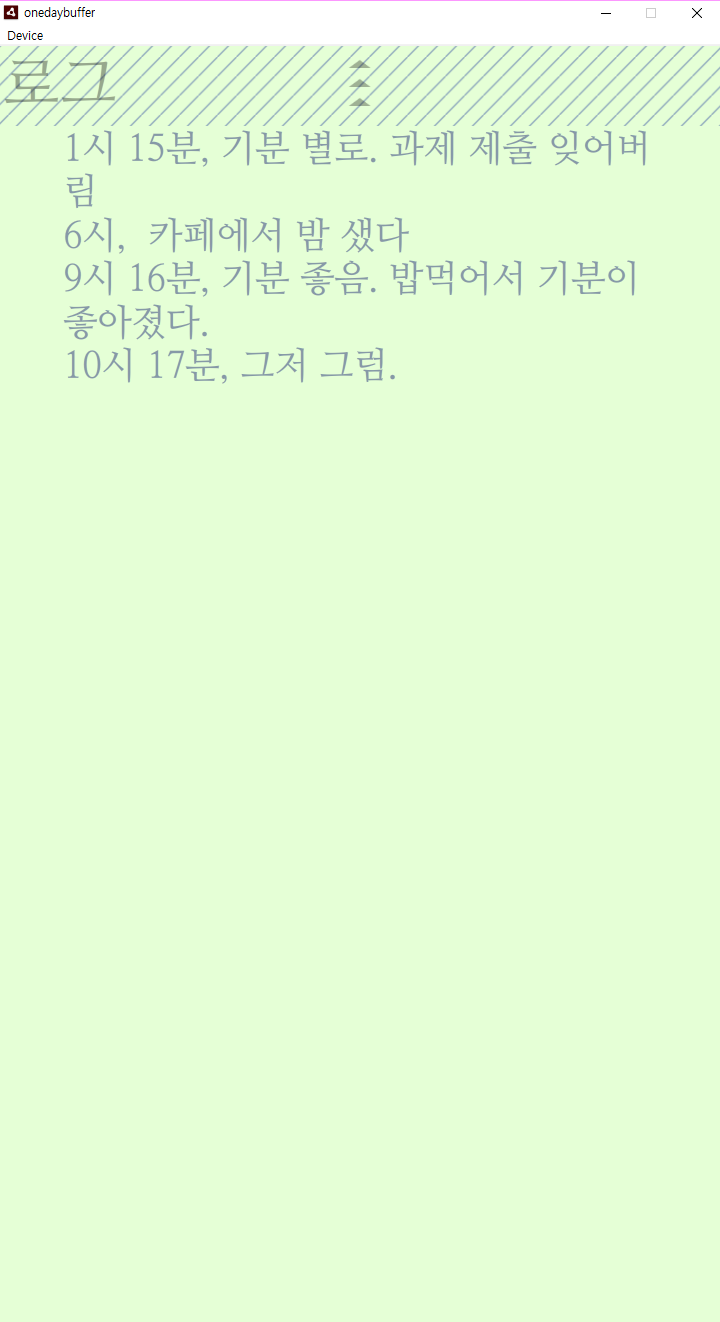 onedaybuffer
Device
로그
1시 15분, 기분 별로. 과제 제출 잊어버
림
6시,  카페에서 밤 샜다
9시 16분, 기분 좋음. 밥먹어서 기분이
좋아졌다.
10시 17분, 그저 그럼.